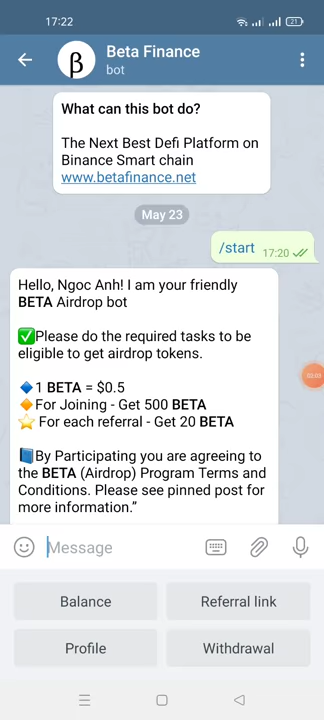 17:22
21
Beta Finance
bot
β
What can this bot do?
The Next Best Defi Platform on
Binance Smart chain
www.betafinance.net
May 23
/start 17:20
Hello, Ngoc Anh! I am your friendly
BETA Airdrop bot
✅Please do the required tasks to be
eligible to get airdrop tokens.
🔷1 BETA = $0.5
🔶For Joining - Get 500 BETA
⭐ For each referral - Get 20 BETA
📘By Participating you are agreeing to
the BETA (Airdrop) Program Terms and
Conditions. Please see pinned post for
more information.”
02:03
Message
Balance
Referral link
Profile
Withdrawal